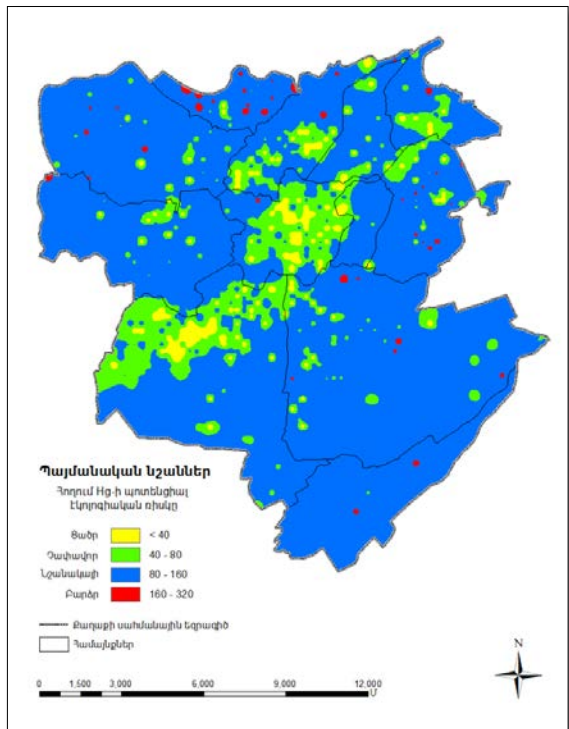 N
Պայմանական նշաններ
Հողում Hg-ի պոտենցիալ
էկոլոգիական ռիսկը
Ցածր < 40
Չափավոր 40 - 80
Նշանակալի 80 - 160
Բարձր 160 - 320
Քաղաքի սահմանային եզրագիծ
Համայնքներ
0 1,500 3,000 6,000 9,000 12,000
Մ